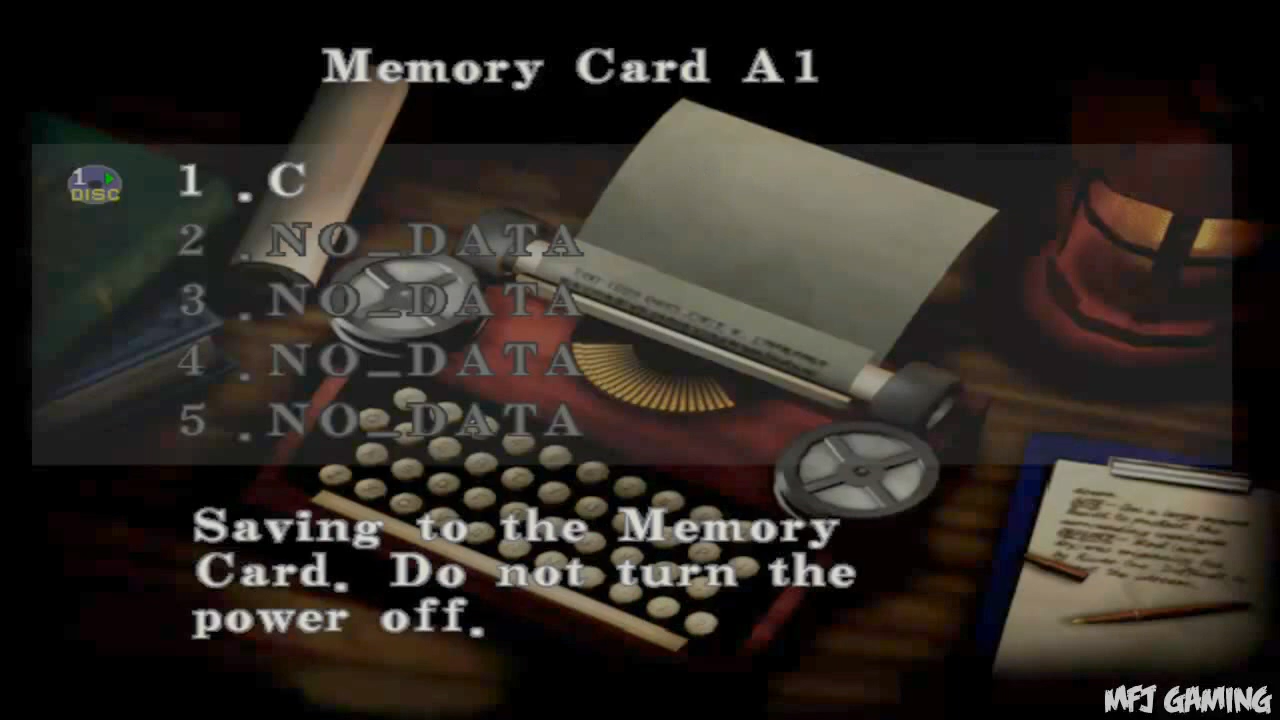 Memory Card A1
1 DISC
1 .C
2 .NO_DATA
3 .NO_DATA
4 .NO_DATA
5 .NO_DATA
Saving to the Memory
Card. Do not turn the
power off.
MFJ GAMING